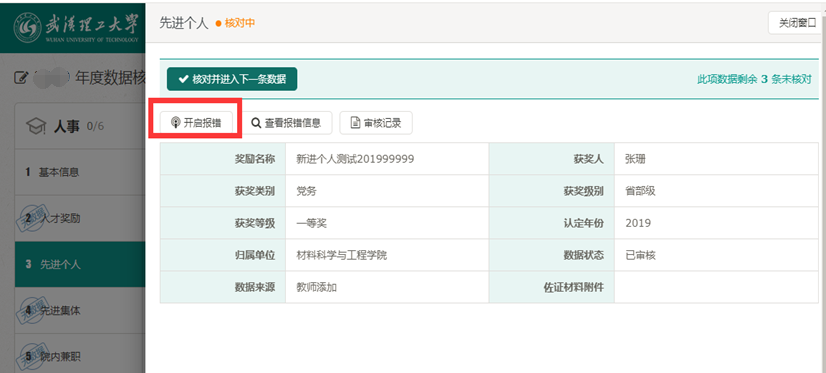 武汉理工大学
WUHAN UNIVERSITY OF TECHNOLOGY
先进个人 核对中
关闭窗口
年度数据核
核对并进入下一条数据
此项数据剩余 3 条未核对
人事 0/6
开启报错 查看报错信息 审核记录
1 基本信息
2 人才奖励
3 先进个人
4 先进集体
5 院内兼职
奖励名称 新进个人测试201999999 获奖人 张珊
获奖类别 党务 获奖级别 省部级
获奖等级 一等奖 认定年份 2019
归属单位 材料科学与工程学院 数据状态 已审核
数据来源 教师添加 佐证材料附件